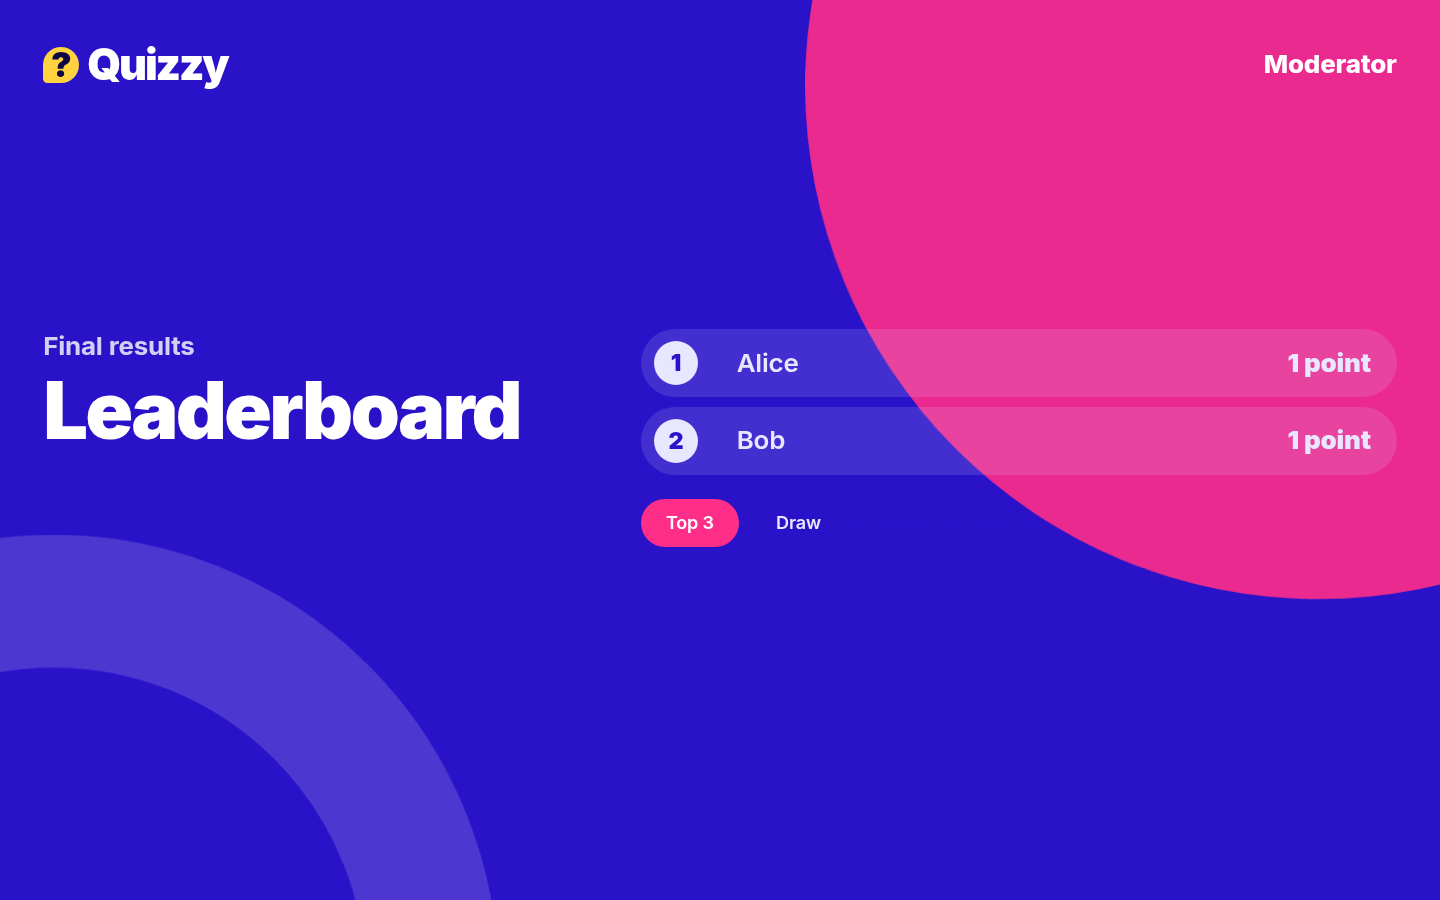 ? Quizzy
Moderator
Final results
Leaderboard
1 Alice 1 point
2 Bob 1 point
Top 3 Draw